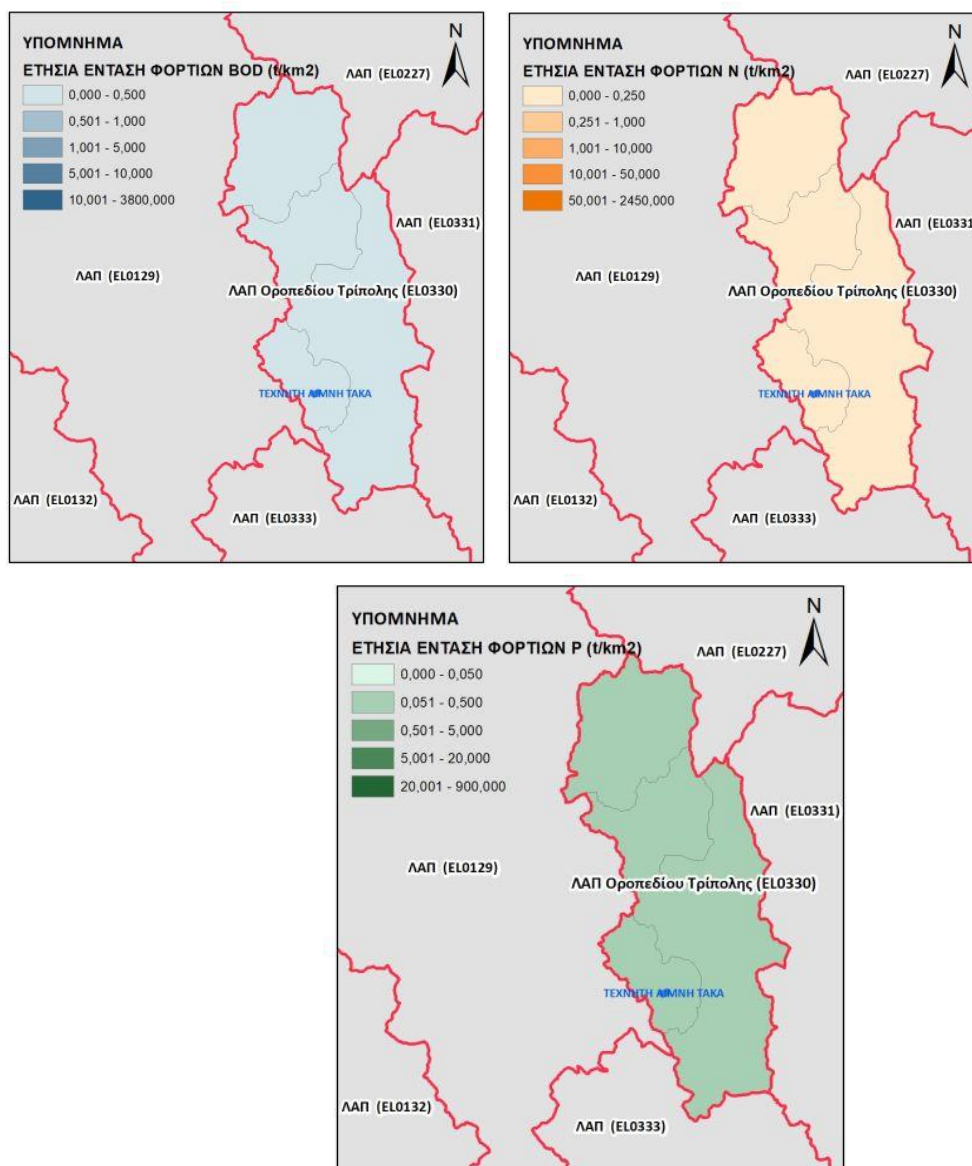 N
ΥΠΟΜΝΗΜΑ
ΕΤΗΣΙΑ ΕΝΤΑΣΗ ΦΟΡΤΙΩΝ BOD (t/km2)
0,000 - 0,500
0,501 - 1,000
1,001 - 5,000
5,001 - 10,000
10,001 - 3800,000
ΛΑΠ (EL0227)
ΛΑΠ (EL0331)
ΛΑΠ (EL0129)
ΛΑΠ Οροπεδίου Τρίπολης (EL0330)
ΤΕΧΝΗΤΗ ΛΙΜΝΗ ΤΑΚΑ
ΛΑΠ (EL0132)
ΛΑΠ (EL0333)
N
ΥΠΟΜΝΗΜΑ
ΕΤΗΣΙΑ ΕΝΤΑΣΗ ΦΟΡΤΙΩΝ N (t/km2)
0,000 - 0,250
0,251 - 1,000
1,001 - 10,000
10,001 - 50,000
50,001 - 2450,000
ΛΑΠ (EL0227)
ΛΑΠ (EL0331)
ΛΑΠ (EL0129)
ΛΑΠ Οροπεδίου Τρίπολης (EL0330)
ΤΕΧΝΗΤΗ ΛΙΜΝΗ ΤΑΚΑ
ΛΑΠ (EL0132)
ΛΑΠ (EL0333)
N
ΥΠΟΜΝΗΜΑ
ΕΤΗΣΙΑ ΕΝΤΑΣΗ ΦΟΡΤΙΩΝ P (t/km2)
0,000 - 0,050
0,051 - 0,500
0,501 - 5,000
5,001 - 20,000
20,001 - 900,000
ΛΑΠ (EL0227)
ΛΑΠ (EL0331)
ΛΑΠ (EL0129)
ΛΑΠ Οροπεδίου Τρίπολης (EL0330)
ΤΕΧΝΗΤΗ ΛΙΜΝΗ ΤΑΚΑ
ΛΑΠ (EL0132)
ΛΑΠ (EL0333)